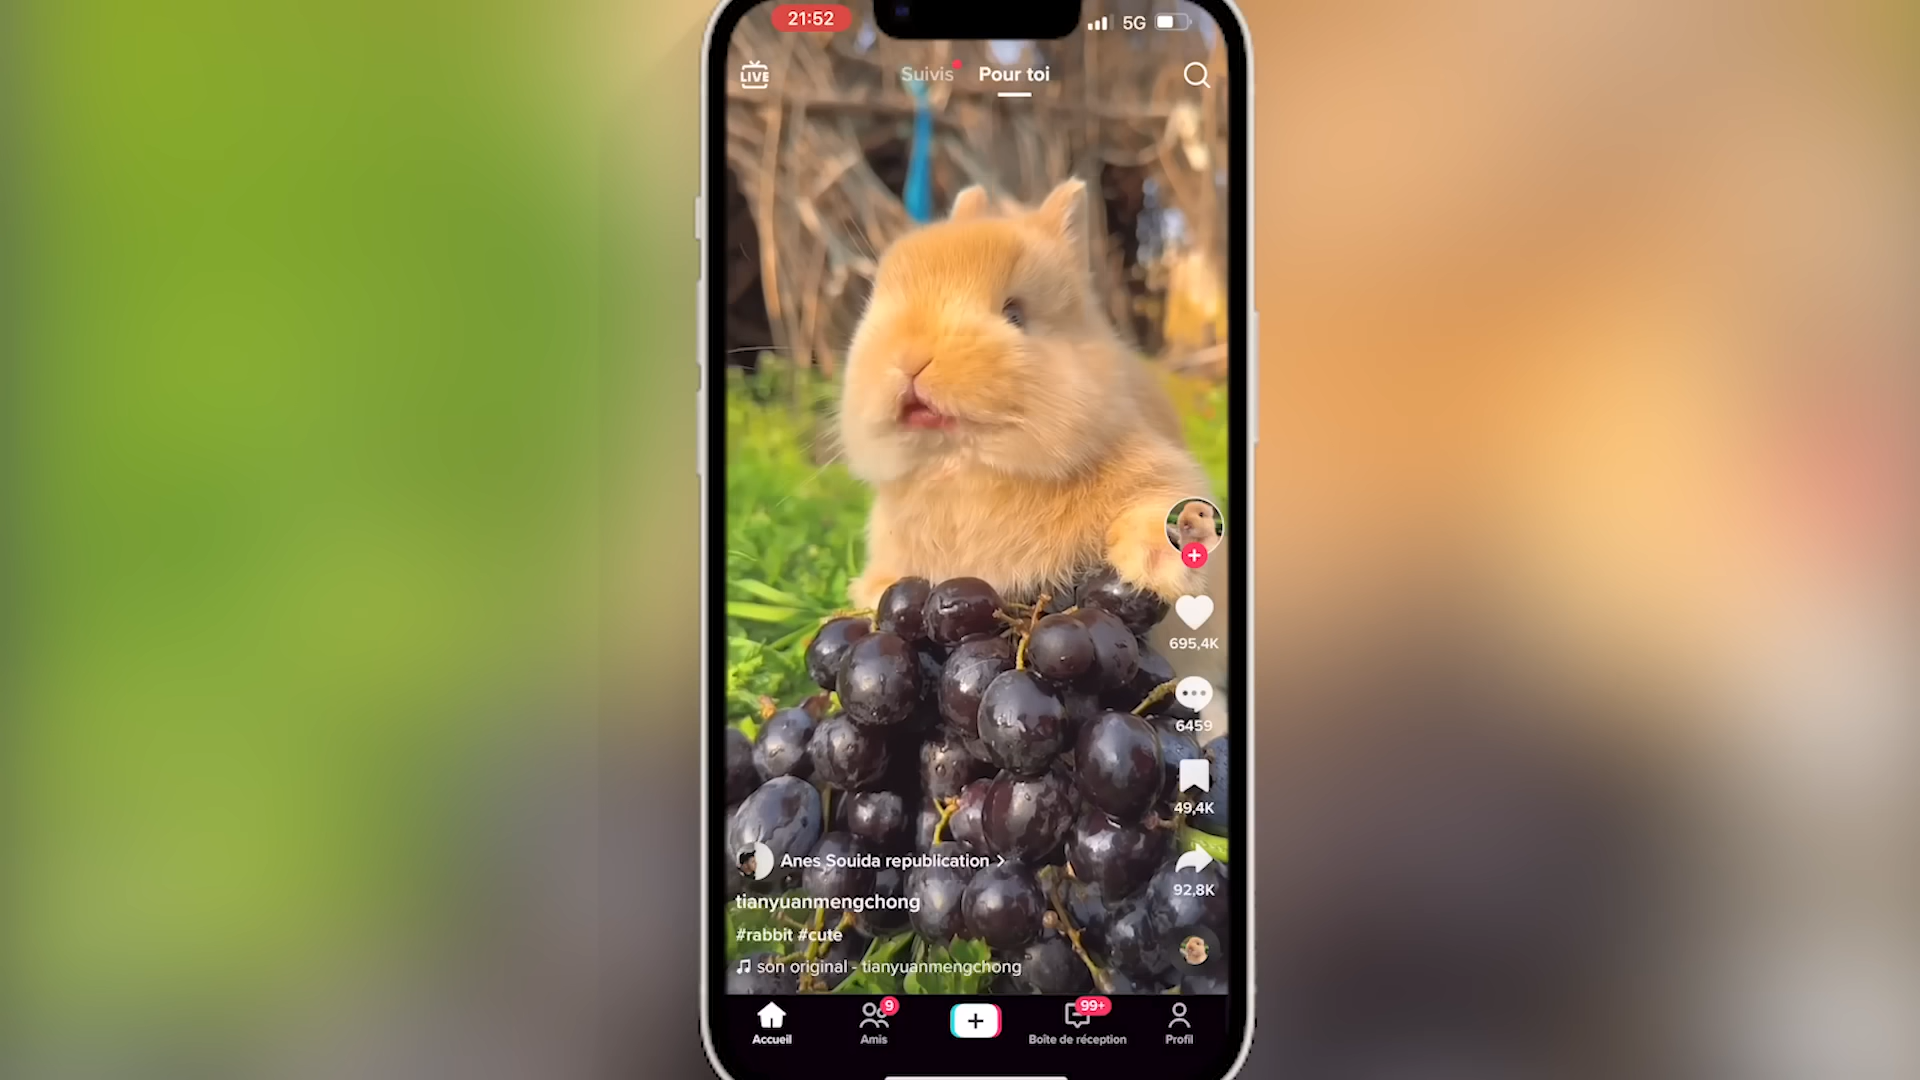 21:52
5G
LIVE
Suivis
Pour toi
695,4K
6459
49,4K
92,8K
Anes Souida republication >
tianyuanmengchong
#rabbit #cute
son original - tianyuanmengchong
9
99+
Accueil
Amis
Boîte de réception
Profil